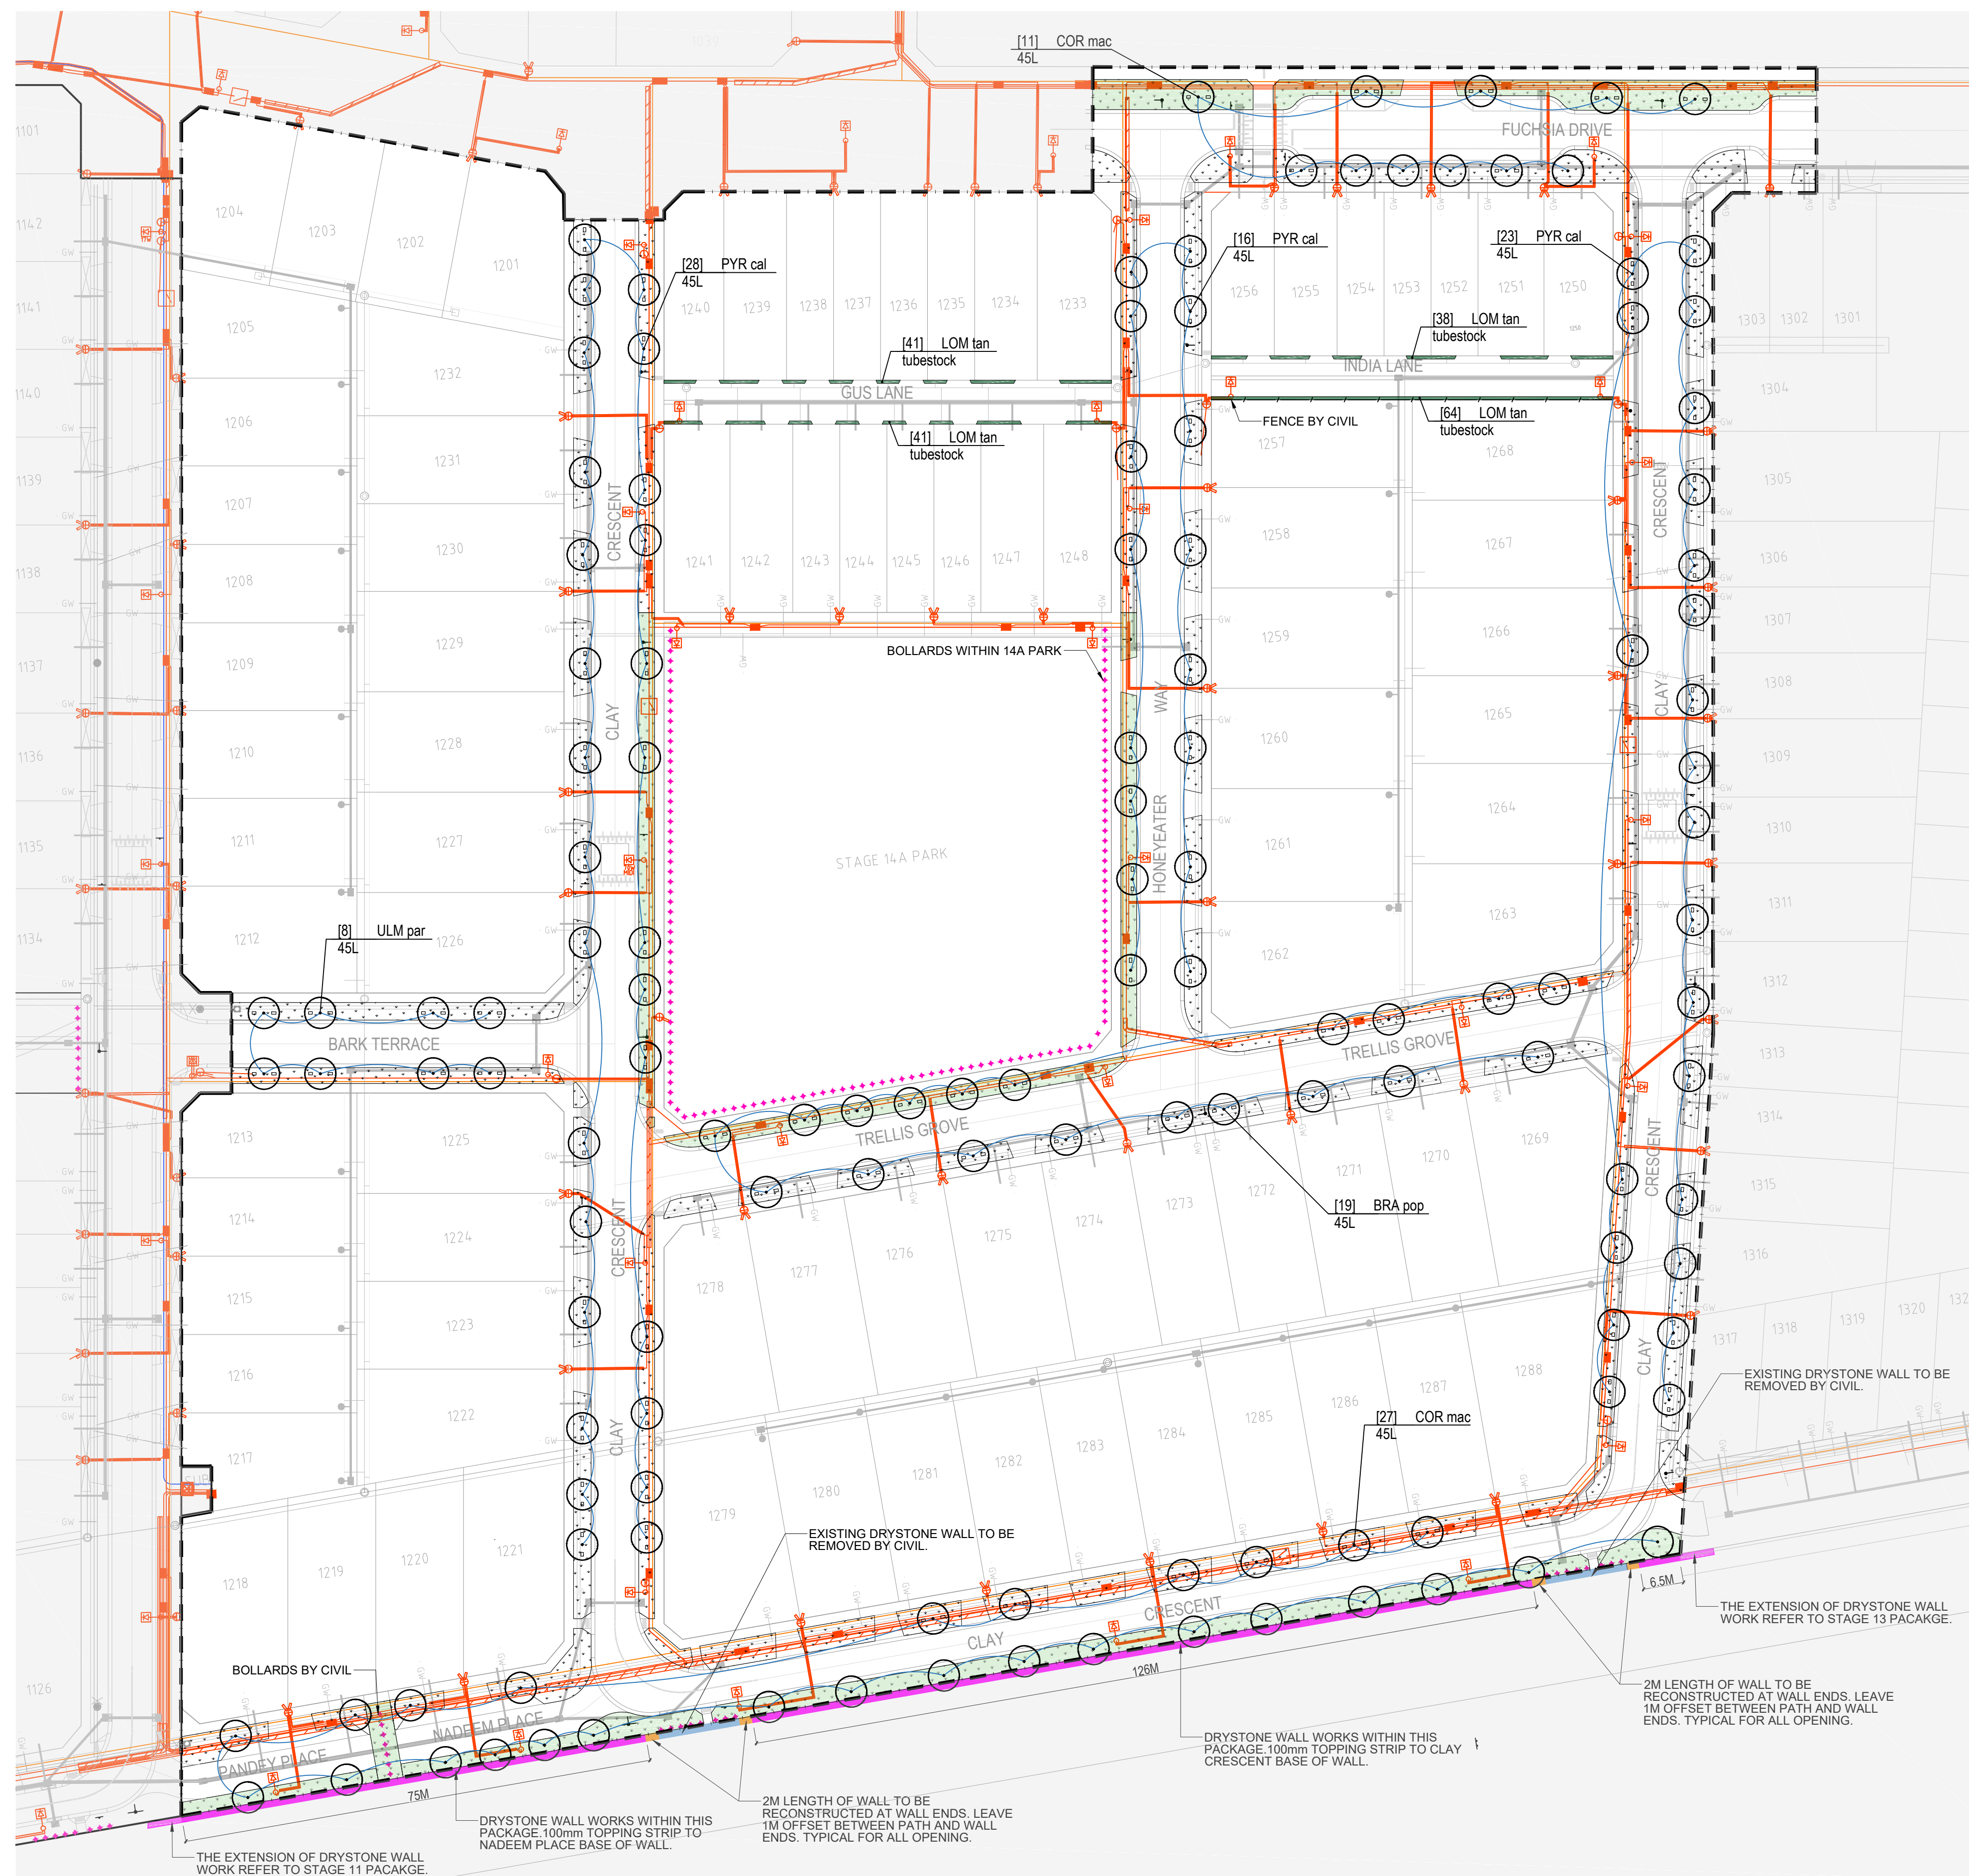 [11] COR mac
45L
FUCHSIA DRIVE
1101
1142
1141
1140
1139
1138
1137
1136
1135
1134
1126
1204
1203
1202
1201
[28] PYR cal
45L
[16] PYR cal
45L
[23] PYR cal
45L
1240
1239
1238
1237
1236
1235
1234
1233
1256
1255
1254
1253
1252
1251
1250
1303
1302
1301
1205
1232
[41] LOM tan
tubestock
[38] LOM tan
tubestock
GUS LANE
INDIA LANE
1304
1206
1231
[41] LOM tan
tubestock
FENCE BY CIVIL
[64] LOM tan
tubestock
1257
1268
1207
1230
CRESCENT
CRESCENT
1305
1208
1241
1242
1243
1244
1245
1246
1247
1248
1258
1267
1306
1209
1229
1259
1266
1307
BOLLARDS WITHIN 14A PARK
CLAY
WAY
CLAY
1308
1210
1228
1260
1265
1309
1211
1227
HONEYEATER
1264
1310
STAGE 14A PARK
1261
1212
[8] ULM par
45L
1226
1262
1263
1311
1312
BARK TERRACE
TRELLIS GROVE
1313
1213
1225
TRELLIS GROVE
1314
1269
1270
1271
1272
1273
1274
1275
1276
1277
1278
CRESCENT
CRESCENT
[19] BRA pop
45L
1315
1214
1224
1316
1215
1223
1216
1222
CLAY
CLAY
1317
1318
1319
1320
1288
1287
1286
1285
1284
1283
1282
1281
1280
1279
EXISTING DRYSTONE WALL TO BE
REMOVED BY CIVIL.
[27] COR mac
45L
1217
SUB
1218
1219
1220
1221
EXISTING DRYSTONE WALL TO BE
REMOVED BY CIVIL.
6.5M
THE EXTENSION OF DRYSTONE WALL
WORK REFER TO STAGE 13 PACAKGE.
CRESCENT
CLAY
126M
BOLLARDS BY CIVIL
NADEEM PLACE
PANDEY PLACE
75M
2M LENGTH OF WALL TO BE
RECONSTRUCTED AT WALL ENDS. LEAVE
1M OFFSET BETWEEN PATH AND WALL
ENDS. TYPICAL FOR ALL OPENING.
DRYSTONE WALL WORKS WITHIN THIS
PACKAGE.100mm TOPPING STRIP TO CLAY
CRESCENT BASE OF WALL.
2M LENGTH OF WALL TO BE
RECONSTRUCTED AT WALL ENDS. LEAVE
1M OFFSET BETWEEN PATH AND WALL
ENDS. TYPICAL FOR ALL OPENING.
DRYSTONE WALL WORKS WITHIN THIS
PACKAGE.100mm TOPPING STRIP TO
NADEEM PLACE BASE OF WALL.
THE EXTENSION OF DRYSTONE WALL
WORK REFER TO STAGE 11 PACAKGE.